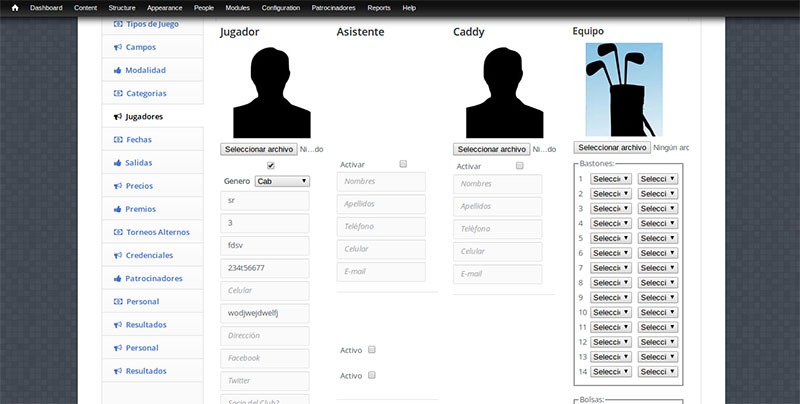 Dashboard Content Structure Appearance People Modules Configuration Patrocinadores Reports Help
Tipos de Juego
Campos
Modalidad
Categorias
Jugadores
Fechas
Salidas
Precios
Premios
Torneos Alternos
Credenciales
Patrocinadores
Personal
Resultados
Personal
Resultados
Jugador
Seleccionar archivo Ni...do
Genero Cab
sr
3
fdsv
234t56677
Celular
wodjwejdwelfj
Dirección
Facebook
Twitter
Socio del Club?
Asistente
Activar
Nombres
Apellidos
Teléfono
Celular
E-mail
Activo
Activo
Caddy
Seleccionar archivo Ni...do
Activar
Nombres
Apellidos
Teléfono
Celular
E-mail
Equipo
Seleccionar archivo Ningún arc
Bastones:
1 Selecci Selecci
2 Selecci Selecci
3 Selecci Selecci
4 Selecci Selecci
5 Selecci Selecci
6 Selecci Selecci
7 Selecci Selecci
8 Selecci Selecci
9 Selecci Selecci
10 Selecci Selecci
11 Selecci Selecci
12 Selecci Selecci
13 Selecci Selecci
14 Selecci Selecci
Bolsas: